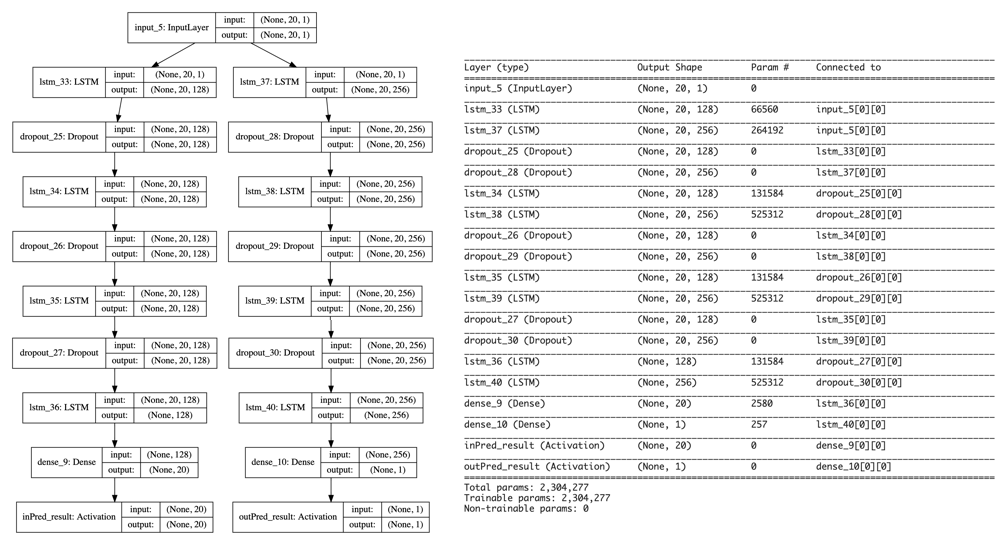 input_5: InputLayer input: (None, 20, 1)
output: (None, 20, 1)
lstm_33: LSTM input: (None, 20, 1)
output: (None, 20, 128)
lstm_37: LSTM input: (None, 20, 1)
output: (None, 20, 256)
dropout_25: Dropout input: (None, 20, 128)
output: (None, 20, 128)
dropout_28: Dropout input: (None, 20, 256)
output: (None, 20, 256)
lstm_34: LSTM input: (None, 20, 128)
output: (None, 20, 128)
lstm_38: LSTM input: (None, 20, 256)
output: (None, 20, 256)
dropout_26: Dropout input: (None, 20, 128)
output: (None, 20, 128)
dropout_29: Dropout input: (None, 20, 256)
output: (None, 20, 256)
lstm_35: LSTM input: (None, 20, 128)
output: (None, 20, 128)
lstm_39: LSTM input: (None, 20, 256)
output: (None, 20, 256)
dropout_27: Dropout input: (None, 20, 128)
output: (None, 20, 128)
dropout_30: Dropout input: (None, 20, 256)
output: (None, 20, 256)
lstm_36: LSTM input: (None, 20, 128)
output: (None, 128)
lstm_40: LSTM input: (None, 20, 256)
output: (None, 256)
dense_9: Dense input: (None, 128)
output: (None, 20)
dense_10: Dense input: (None, 256)
output: (None, 1)
inPred_result: Activation input: (None, 20)
output: (None, 20)
outPred_result: Activation input: (None, 1)
output: (None, 1)
Layer (type) Output Shape Param # Connected to
input_5 (InputLayer) (None, 20, 1) 0
lstm_33 (LSTM) (None, 20, 128) 66560 input_5[0][0]
lstm_37 (LSTM) (None, 20, 256) 264192 input_5[0][0]
dropout_25 (Dropout) (None, 20, 128) 0 lstm_33[0][0]
dropout_28 (Dropout) (None, 20, 256) 0 lstm_37[0][0]
lstm_34 (LSTM) (None, 20, 128) 131584 dropout_25[0][0]
lstm_38 (LSTM) (None, 20, 256) 525312 dropout_28[0][0]
dropout_26 (Dropout) (None, 20, 128) 0 lstm_34[0][0]
dropout_29 (Dropout) (None, 20, 256) 0 lstm_38[0][0]
lstm_35 (LSTM) (None, 20, 128) 131584 dropout_26[0][0]
lstm_39 (LSTM) (None, 20, 256) 525312 dropout_29[0][0]
dropout_27 (Dropout) (None, 20, 128) 0 lstm_35[0][0]
dropout_30 (Dropout) (None, 20, 256) 0 lstm_39[0][0]
lstm_36 (LSTM) (None, 128) 131584 dropout_27[0][0]
lstm_40 (LSTM) (None, 256) 525312 dropout_30[0][0]
dense_9 (Dense) (None, 20) 2580 lstm_36[0][0]
dense_10 (Dense) (None, 1) 257 lstm_40[0][0]
inPred_result (Activation) (None, 20) 0 dense_9[0][0]
outPred_result (Activation) (None, 1) 0 dense_10[0][0]
Total params: 2,304,277
Trainable params: 2,304,277
Non-trainable params: 0